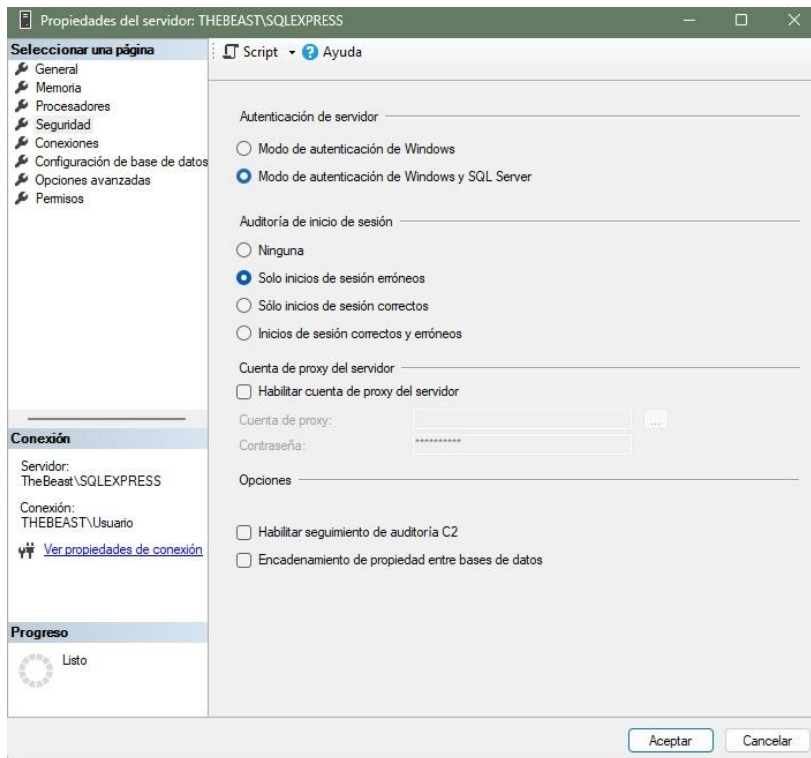 Propiedades del servidor: THEBEAST\SQLEXPRESS
Seleccionar una página
General
Memoria
Procesadores
Seguridad
Conexiones
Configuración de base de datos
Opciones avanzadas
Permisos
Script
Ayuda
Autenticación de servidor
Modo de autenticación de Windows
Modo de autenticación de Windows y SQL Server
Auditoría de inicio de sesión
Ninguna
Solo inicios de sesión erróneos
Sólo inicios de sesión correctos
Inicios de sesión correctos y erróneos
Cuenta de proxy del servidor
Habilitar cuenta de proxy del servidor
Cuenta de proxy:
...
Contraseña:
**********
Opciones
Habilitar seguimiento de auditoría C2
Encadenamiento de propiedad entre bases de datos
Conexión
Servidor:
TheBeast\SQLEXPRESS
Conexión:
THEBEAST\Usuario
Ver propiedades de conexión
Progreso
Listo
Aceptar
Cancelar